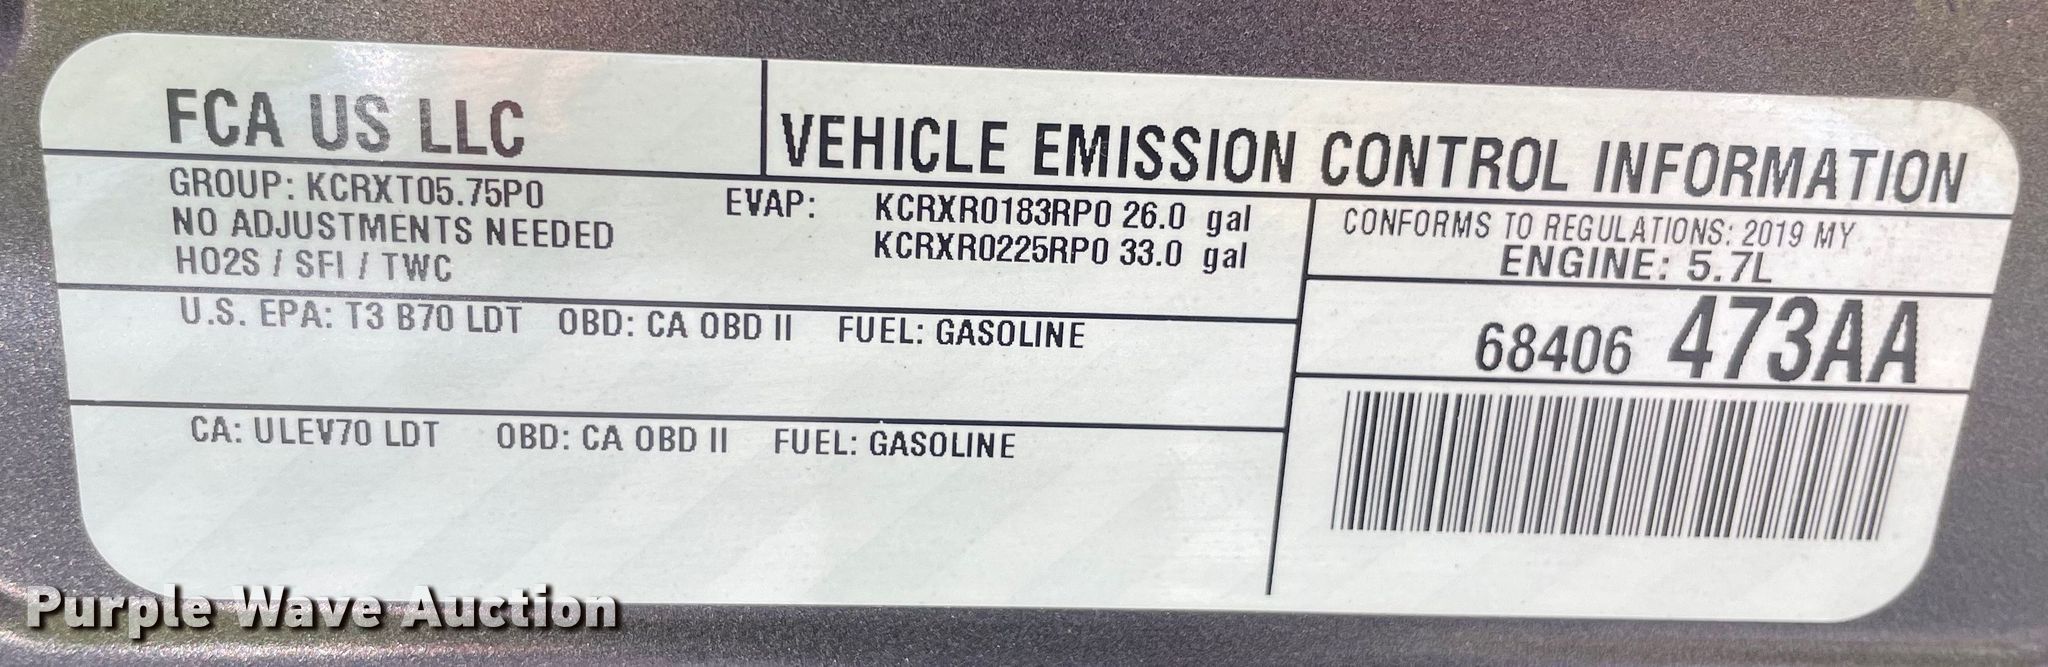 FCA US LLC
VEHICLE EMISSION CONTROL INFORMATION
GROUP: KCRXT05.75P0
NO ADJUSTMENTS NEEDED
HO2S / SFI / TWC
EVAP: KCRXR0183RP0 26.0 gal
KCRXR0225RP0 33.0 gal
CONFORMS TO REGULATIONS: 2019 MY
ENGINE: 5.7L
U.S. EPA: T3 B70 LDT OBD: CA OBD II FUEL: GASOLINE
68406 473AA
CA: ULEV70 LDT OBD: CA OBD II FUEL: GASOLINE
Purple Wave Auction